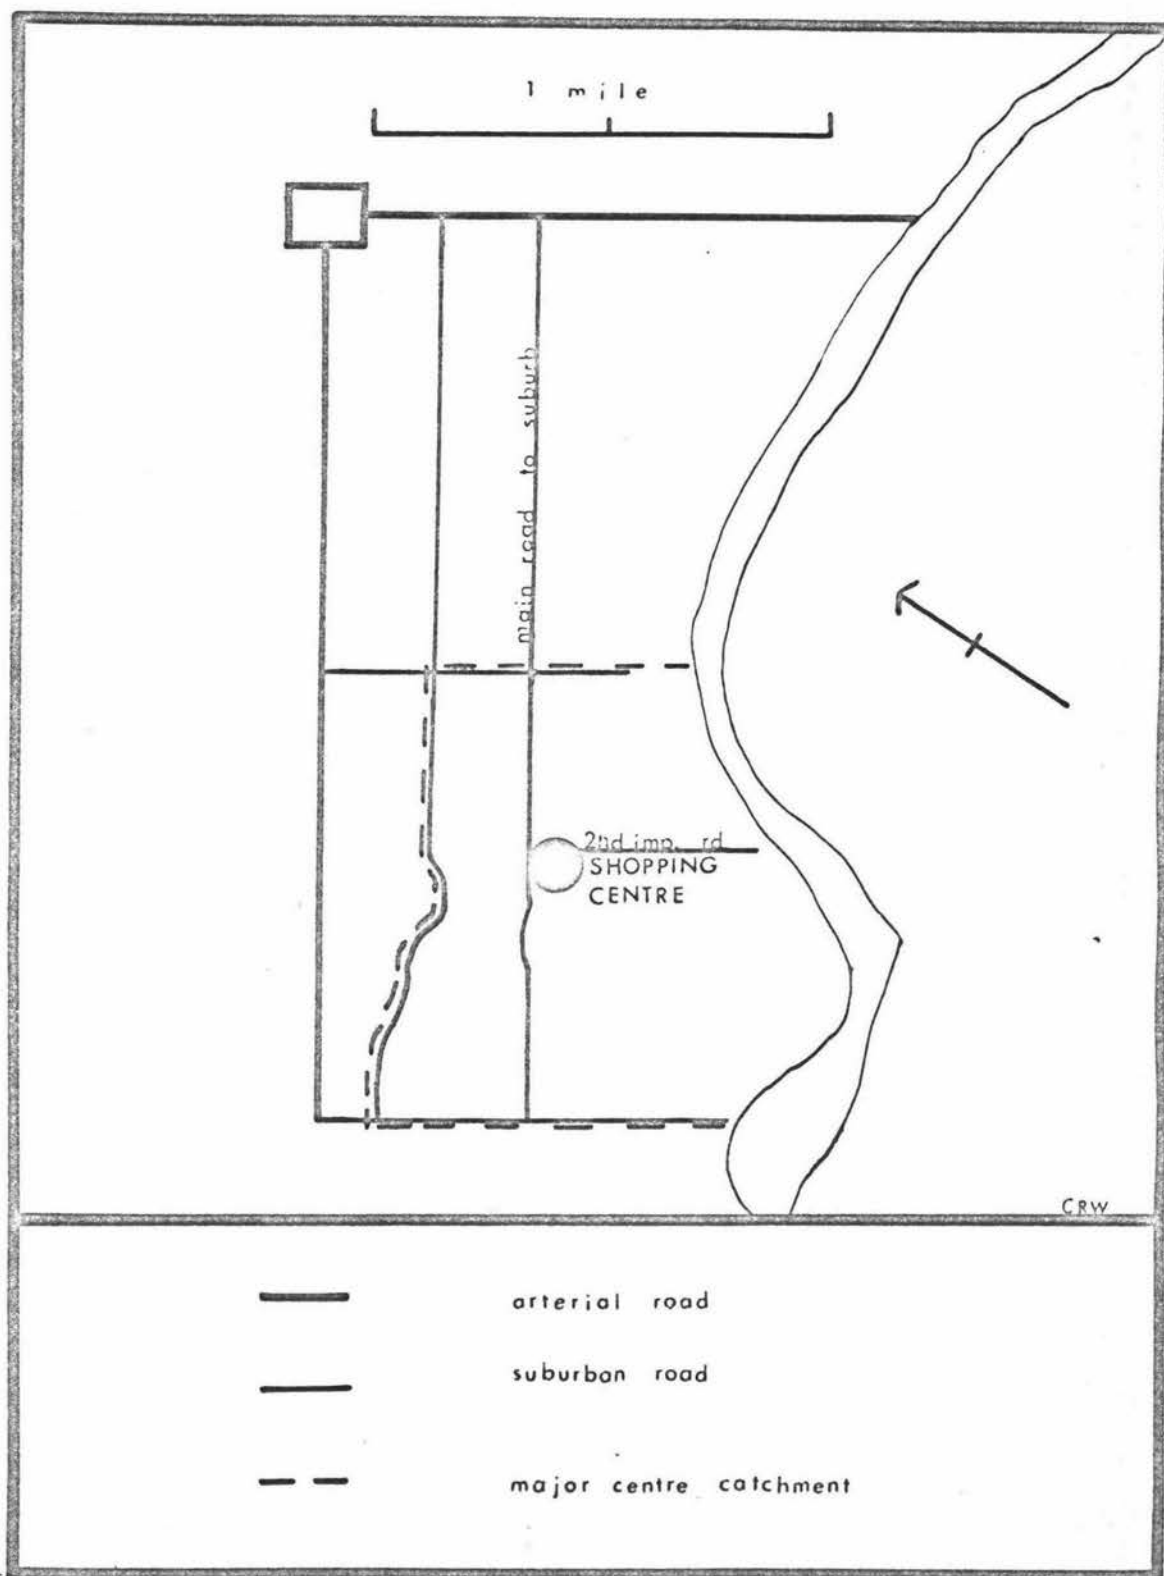 1 mile
main road to suburb
2nd imp. rd
SHOPPING
CENTRE
CRW
arterial road
suburban road
major centre catchment